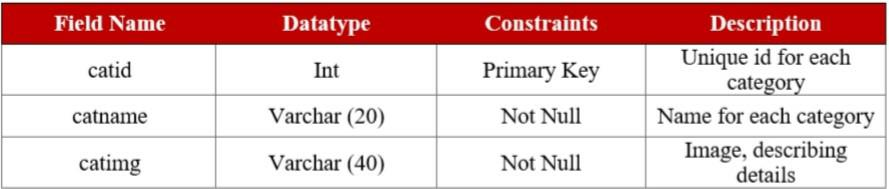 Field Name Datatype Constraints Description
catid Int Primary Key Unique id for each
category
catname Varchar (20) Not Null Name for each category
catimg Varchar (40) Not Null Image, describing
details